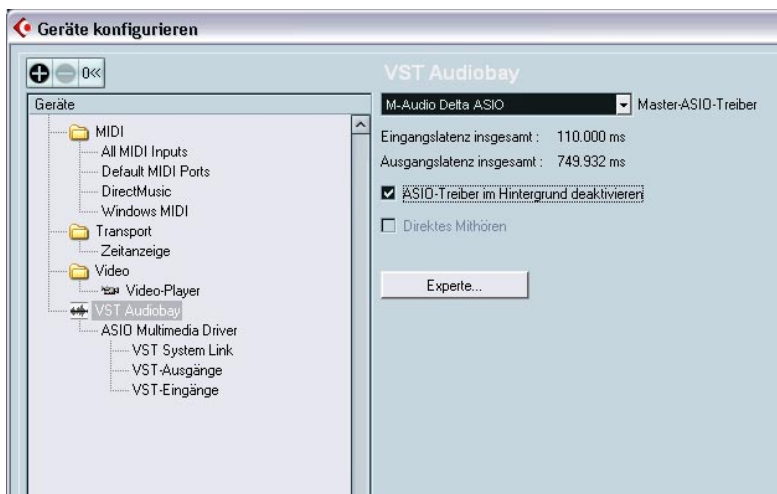 Geräte konfigurieren
0<<
Geräte
MIDI
All MIDI Inputs
Default MIDI Ports
DirectMusic
Windows MIDI
Transport
Zeitanzeige
Video
Video-Player
VST Audiobay
ASIO Multimedia Driver
VST System Link
VST-Ausgänge
VST-Eingänge
VST Audiobay
M-Audio Delta ASIO Master-ASIO-Treiber
Eingangslatenz insgesamt : 110.000 ms
Ausgangslatenz insgesamt : 749.932 ms
ASIO-Treiber im Hintergrund deaktivieren
Direktes Mithören
Experte...